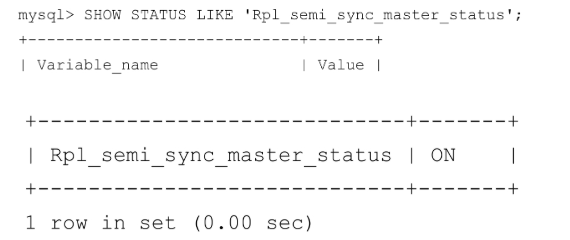 mysql> SHOW STATUS LIKE 'Rpl_semi_sync_master_status';
+----------------------------+-------+
| Variable_name              | Value |
+-----------------------------+-------+
| Rpl_semi_sync_master_status | ON    |
+-----------------------------+-------+
1 row in set (0.00 sec)